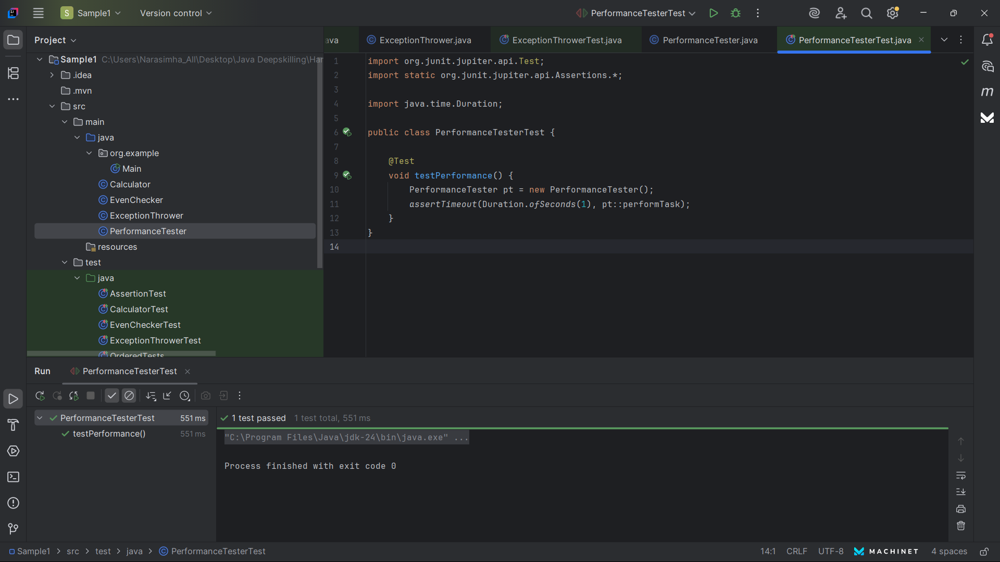 S Sample1 Version control PerformanceTesterTest
Project
ava ExceptionThrower.java ExceptionThrowerTest.java PerformanceTester.java PerformanceTesterTest.java
Sample1 C:\Users\Narasimha_All\Desktop\Java Deepskilling\Har
.idea
.mvn
src
main
java
org.example
Main
Calculator
EvenChecker
ExceptionThrower
PerformanceTester
resources
test
java
AssertionTest
CalculatorTest
EvenCheckerTest
ExceptionThrowerTest
OrderedTests
1 import org.junit.jupiter.api.Test;
2 import static org.junit.jupiter.api.Assertions.*;
3
4 import java.time.Duration;
5
6 public class PerformanceTesterTest {
7
8 @Test
9 void testPerformance() {
10 PerformanceTester pt = new PerformanceTester();
11 assertTimeout(Duration.ofSeconds(1), pt::performTask);
12 }
13 }
14
m
Run PerformanceTesterTest
PerformanceTesterTest 551 ms
testPerformance() 551 ms
1 test passed 1 test total, 551 ms
"C:\Program Files\Java\jdk-24\bin\java.exe" ...
Process finished with exit code 0
Sample1 > src > test > java > PerformanceTesterTest
14:1 CRLF UTF-8 MACHINET 4 spaces